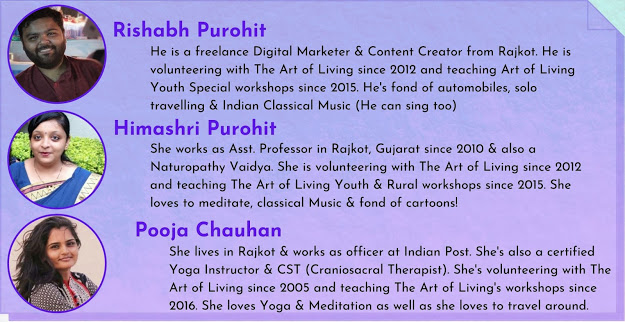 Rishabh Purohit
He is a freelance Digital Marketer & Content Creator from Rajkot. He is
volunteering with The Art of Living since 2012 and teaching Art of Living
Youth Special workshops since 2015. He's fond of automobiles, solo
travelling & Indian Classical Music (He can sing too)
Himashri Purohit
She works as Asst. Professor in Rajkot, Gujarat since 2010 & also a
Naturopathy Vaidya. She is volunteering with The Art of Living since 2012
and teaching The Art of Living Youth & Rural workshops since 2015. She
loves to meditate, classical Music & fond of cartoons!
Pooja Chauhan
She lives in Rajkot & works as officer at Indian Post. She's also a certified
Yoga Instructor & CST (Craniosacral Therapist). She's volunteering with The
Art of Living since 2005 and teaching The Art of Living's workshops since
2016. She loves Yoga & Meditation as well as she loves to travel around.